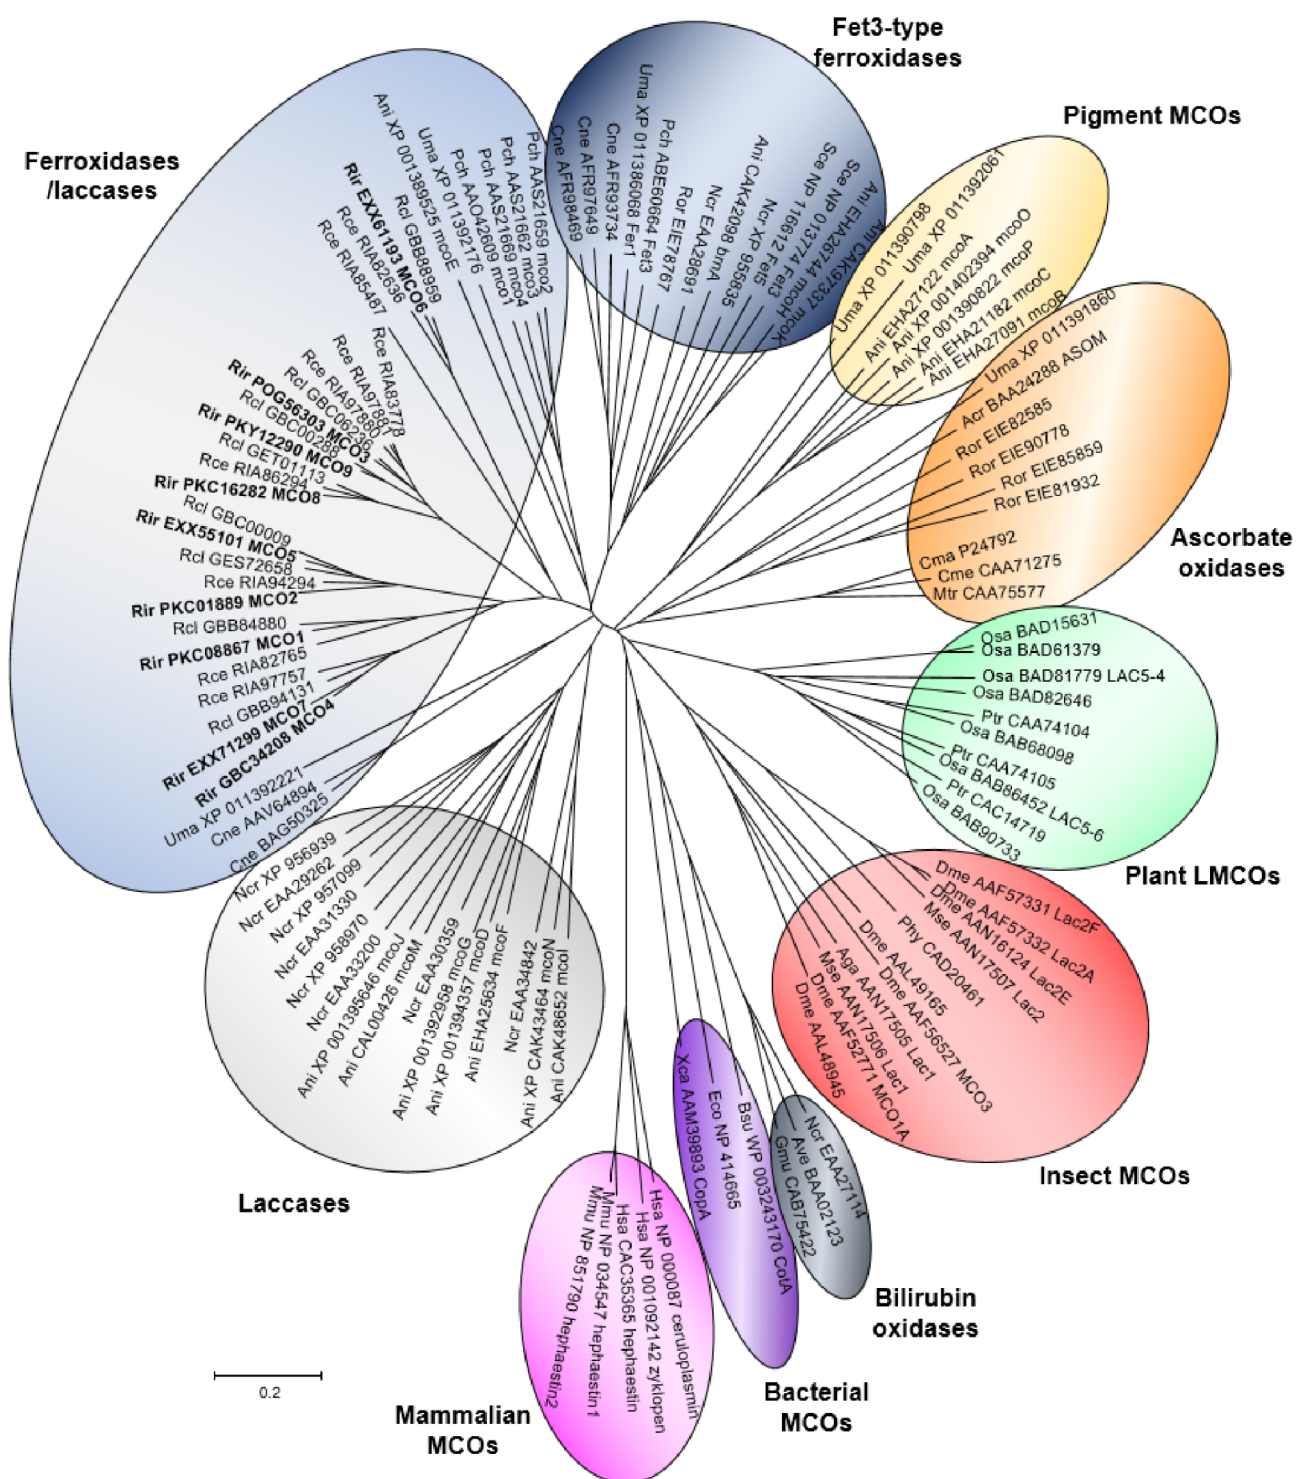 Fet3-type
ferroxidases
Pigment MCOs
Ferroxidases
/laccases
Ani XP 001389525 mcoE
Uma XP 011392176
Pch AAO42609 mco1
Pch AAS21669 mco4
Pch AAS21662 mco3
Pch AAS21659 mco2
Cne AFR98469
Cne AFR97649
Cne AFR93734
Uma XP 011386068 Fer1
Pch ABE60664 Fet3
Ror EIE78767
Ncr EAA28691
Ani CAK42098 brnA
Ncr XP 955835
Sce NP 116612 Fet5
Sce NP 013774 Fet3
Ani EHA26744 mcoH
Ani CAK97337 mcoK
Uma XP 011390798
Uma XP 011392061
Ani EHA27122 mcoA
Ani XP 001402394 mcoO
Ani XP 001390822 mcoP
Ani EHA21182 mcoC
Ani EHA27091 mcoB
Uma XP 011391860
Acr BAA24288 ASOM
Ror EIE82585
Ror EIE90778
Ror EIE85859
Ror EIE81932
Cma P24792
Cme CAA71275
Mtr CAA75577
Ascorbate
oxidases
Osa BAD15631
Osa BAD61379
Osa BAD81779 LAC5-4
Osa BAD82646
Ptr CAA74104
Osa BAB68098
Ptr CAA74105
Osa BAB86452 LAC5-6
Ptr CAC14719
Osa BAB90733
Plant LMCOs
Dme AAF57331 Lac2F
Dme AAF57332 Lac2A
Dme AAN16124 Lac2E
Mse AAN17507 Lac2
Phy CAD20461
Dme AAL49165
Dme AAF56527 MCO3
Aga AAN17505 Lac1
Mse AAN17506 Lac1
Dme AAF52771 MCO1A
Dme AAL48945
Insect MCOs
Ncr EAA27114
Ave BAA02123
Gmu CAB75422
Bilirubin
oxidases
Bsu WP 003243170 CotA
Eco NP 414665
Xca AAM39893 CopA
Bacterial
MCOs
Hsa NP 000087 ceruloplasmin
Hsa NP 001092142 zyklopen
Hsa CAC35365 hephaestin
Mmu NP 034547 hephaestin1
Mmu NP 851790 hephaestin2
Mammalian
MCOs
Ani CAK48652 mcoI
Ani XP CAK43464 mcoN
Ncr EAA34842
Ani EHA25634 mcoF
Ani XP 001394357 mcoD
Ani XP 001392958 mcoG
Ncr EAA30359
Ani CAL00426 mcoM
Ani XP 001395646 mcoJ
Ncr EAA33200
Ncr XP 958970
Ncr EAA31330
Ncr XP 957099
Ncr EAA29262
Ncr XP 956939
Laccases
Cne BAG50325
Cne AAV64894
Uma XP 011392221
Rir GBC34208 MCO4
Rir EXX71299 MCO7
Rcl GBB94131
Rce RIA97757
Rce RIA82765
Rir PKC08867 MCO1
Rcl GBB84880
Rir PKC01889 MCO2
Rce RIA94294
Rcl GES72658
Rir EXX55101 MCO5
Rcl GBC00009
Rir PKC16282 MCO8
Rce RIA86294
Rcl GET01113
Rir PKY12290 MCO9
Rcl GBC00288
Rir POG56303 MCO3
Rcl GBC06236
Rce RIA97880
Rce RIA97881
Rce RIA83778
Rce RIA85487
Rce RIA82636
Rir EXX61193 MCO6
Rcl GBB88959
0.2